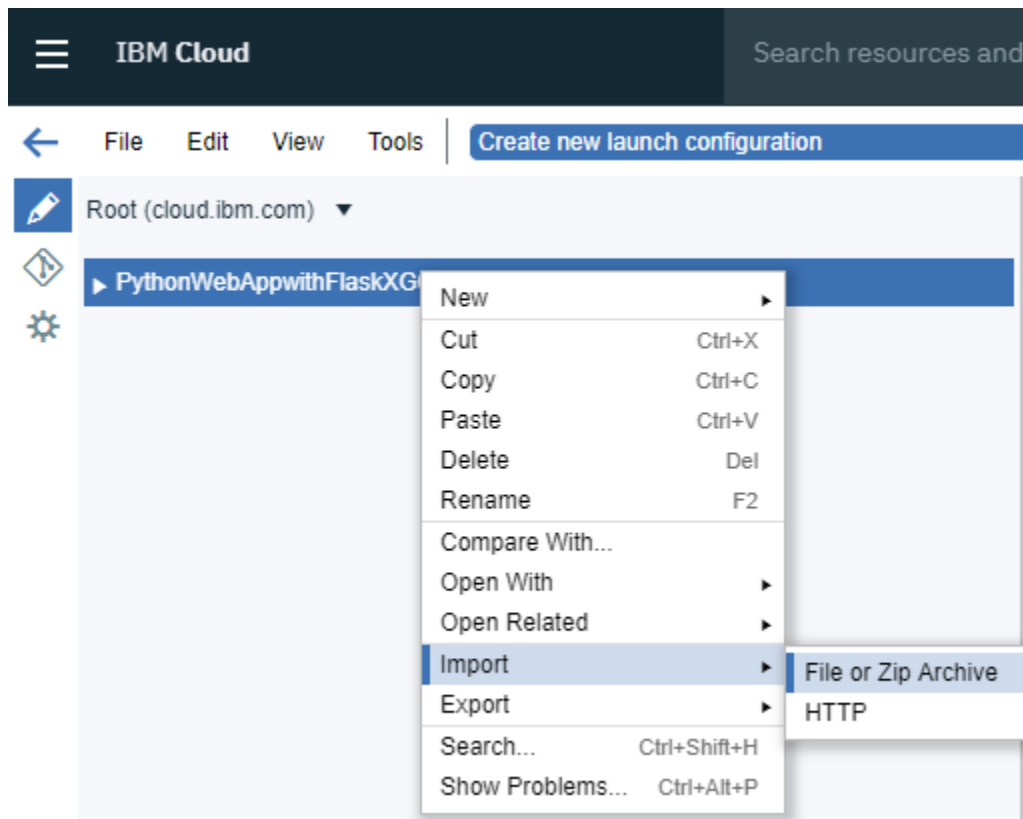 IBM Cloud
Search resources and
File Edit View Tools Create new launch configuration
Root (cloud.ibm.com)
PythonWebAppwithFlaskXG
New
Cut Ctrl+X
Copy Ctrl+C
Paste Ctrl+V
Delete Del
Rename F2
Compare With...
Open With
Open Related
Import
File or Zip Archive
Export
HTTP
Search... Ctrl+Shift+H
Show Problems... Ctrl+Alt+P